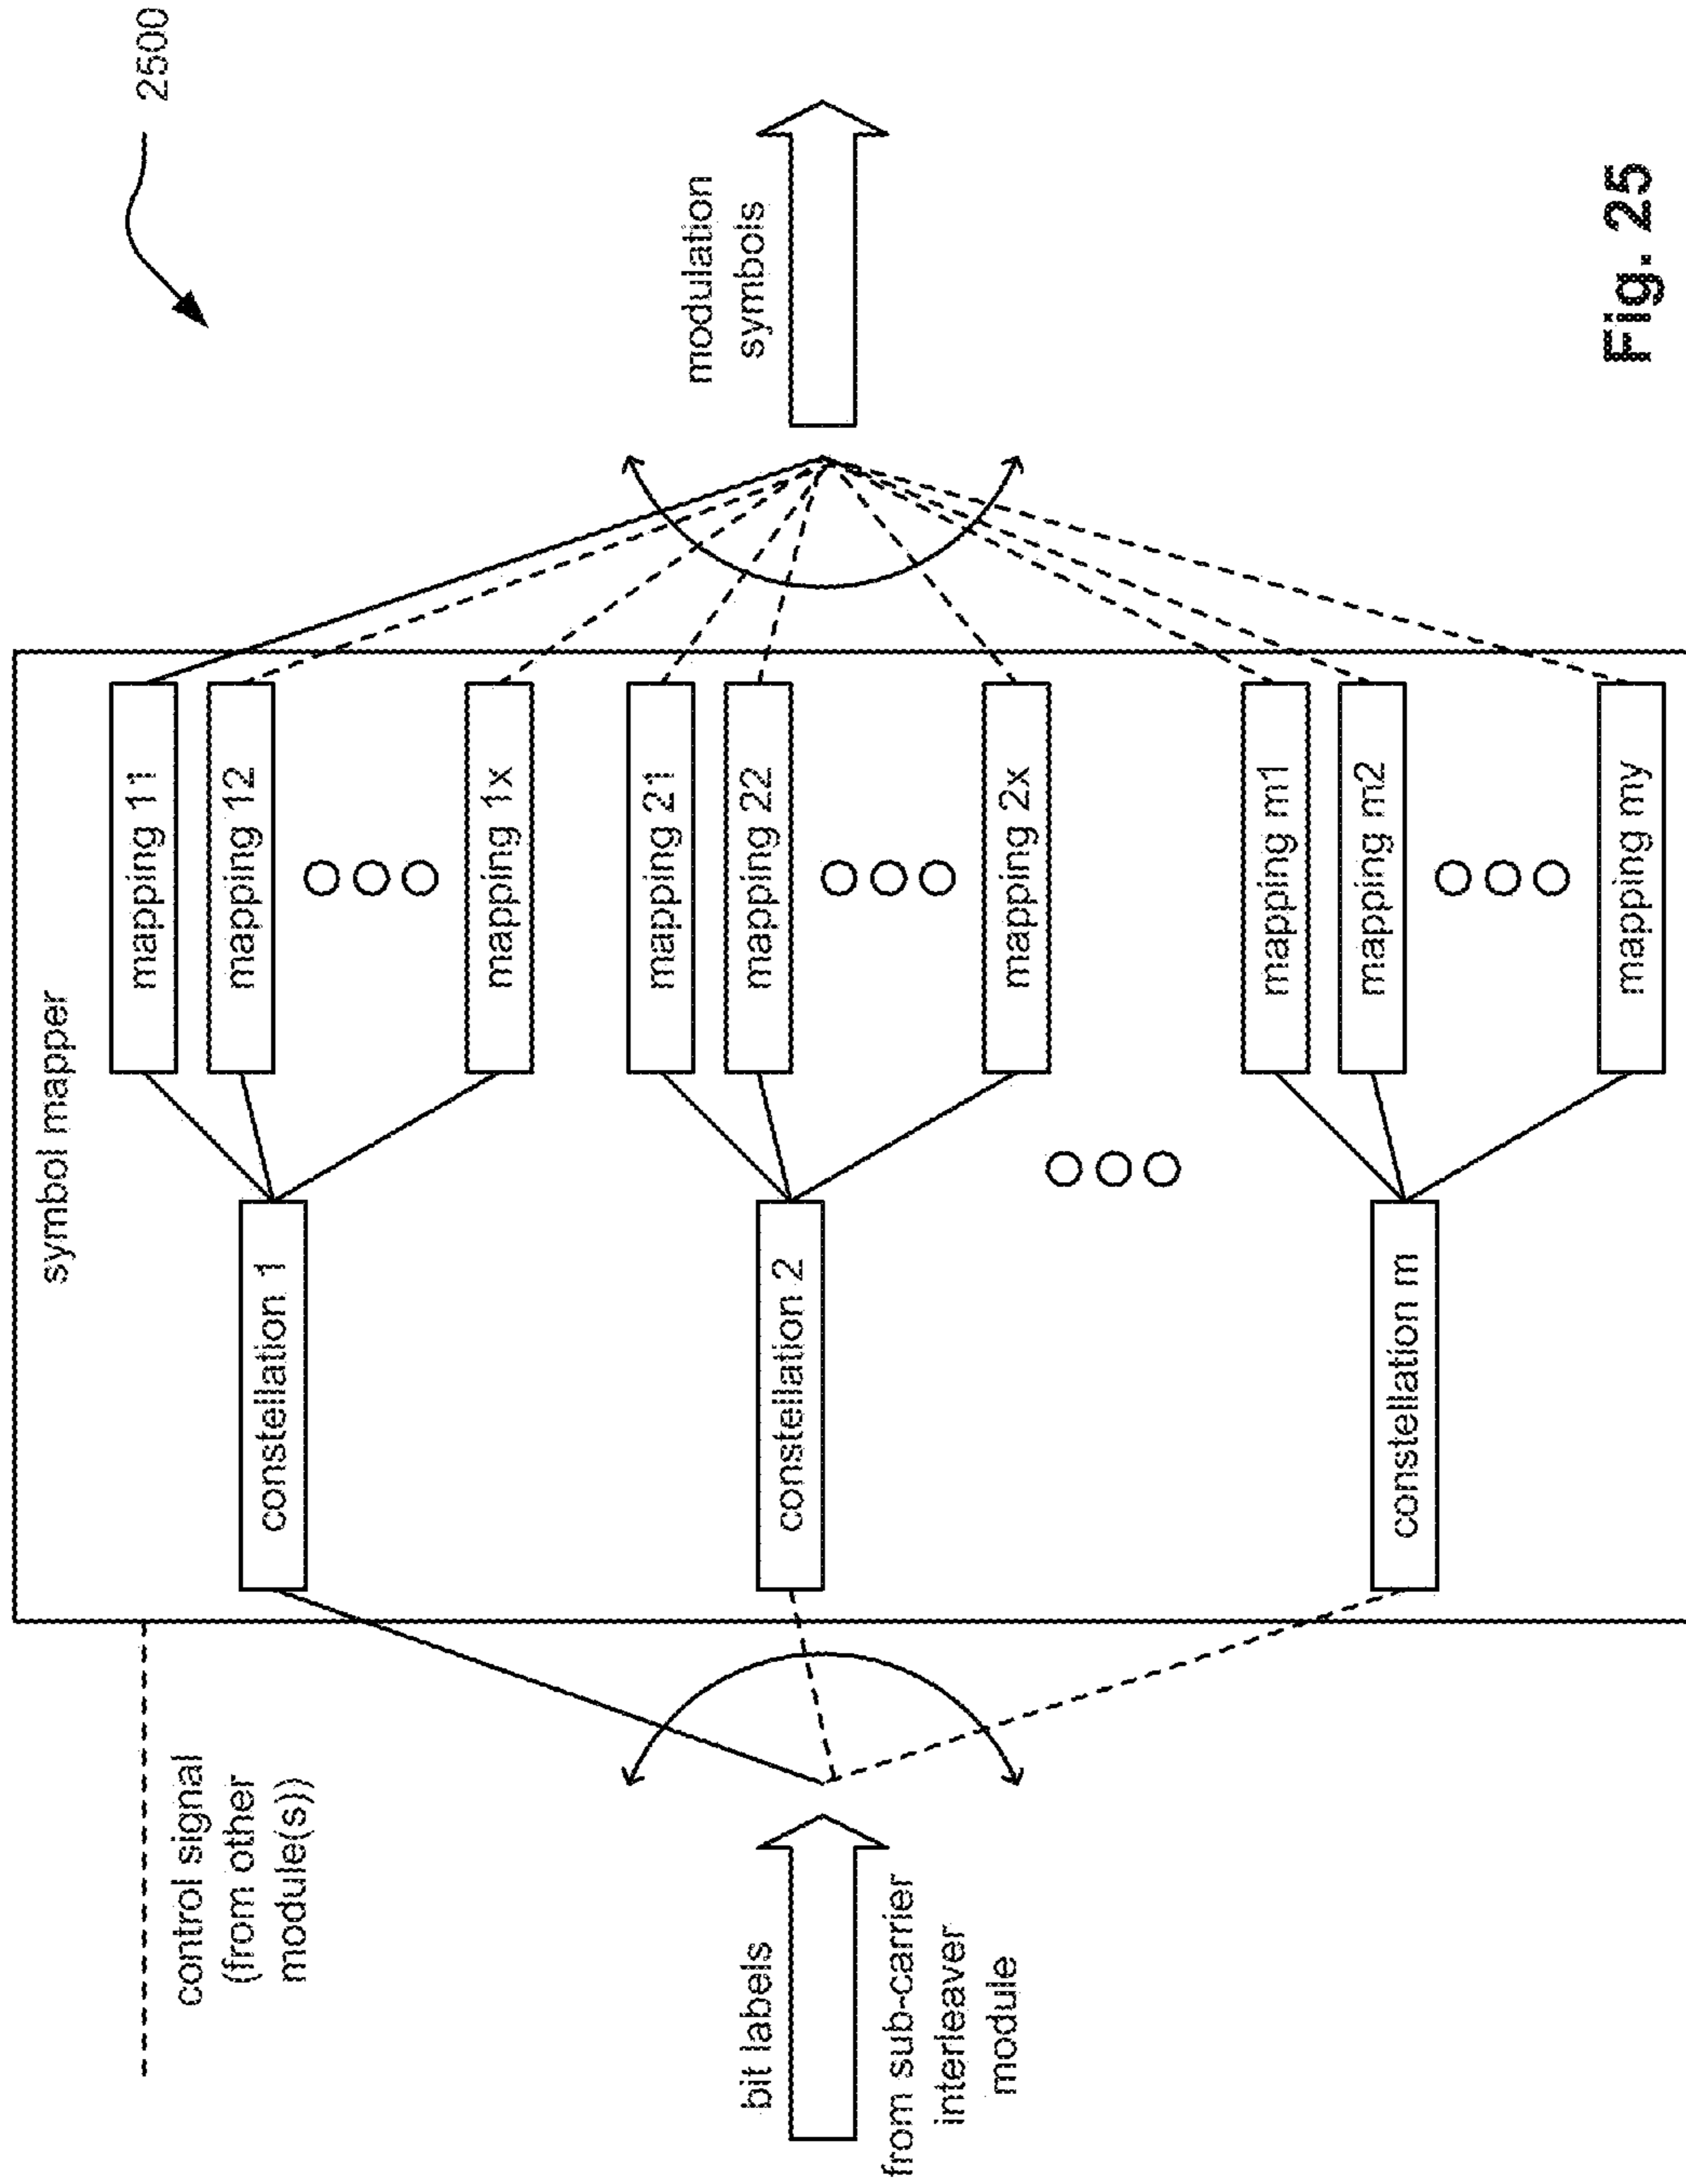 2500
control signal
(from other
module(s))
symbol mapper
bit labels
from sub-carrier
interleaver
module
constellation 1
mapping 11
mapping 12
mapping 1x
constellation 2
mapping 21
mapping 22
mapping 2x
constellation m
mapping m1
mapping m2
mapping my
modulation
symbols
Fig. 25